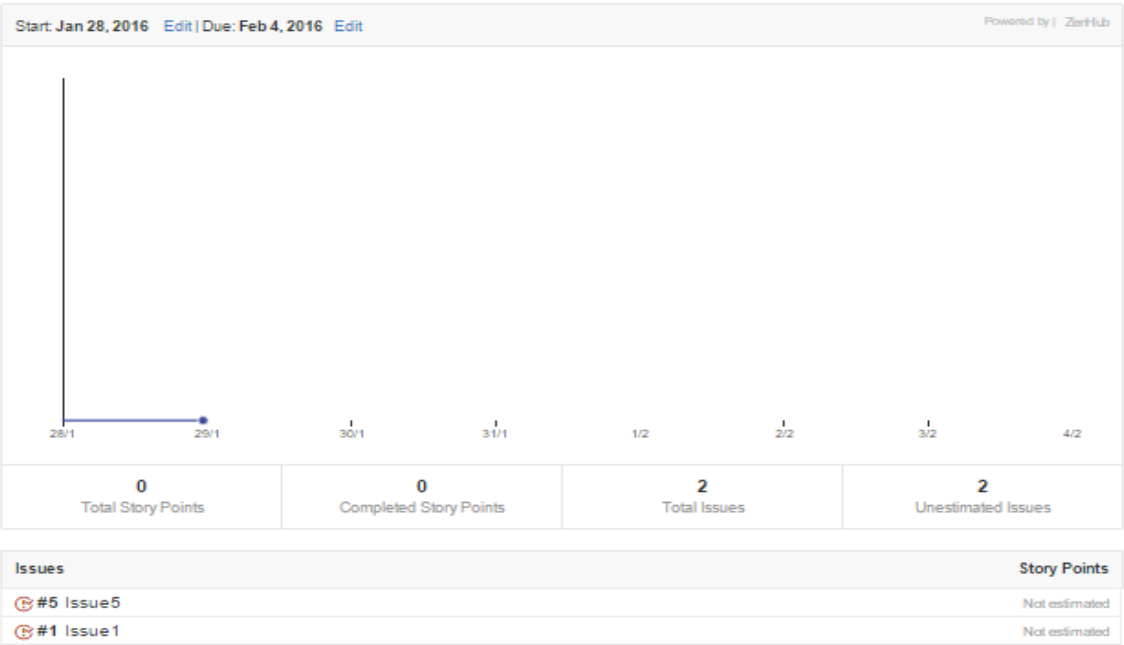 Start: Jan 28, 2016 Edit | Due: Feb 4, 2016 Edit
Powered by | ZenHub
28/1 29/1 30/1 31/1 1/2 2/2 3/2 4/2
0 0 2 2
Total Story Points Completed Story Points Total Issues Unestimated Issues
Issues Story Points
#5 Issue5 Not estimated
#1 Issue1 Not estimated